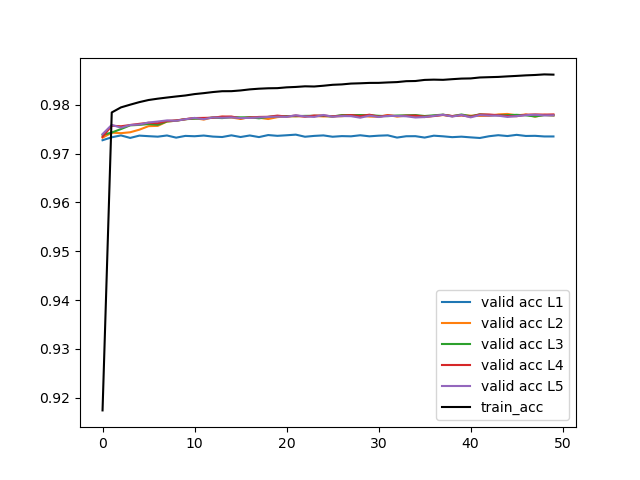 0.98
0.97
0.96
0.95
0.94
0.93
0.92
0
10
20
30
40
50
valid acc L1
valid acc L2
valid acc L3
valid acc L4
valid acc L5
train_acc